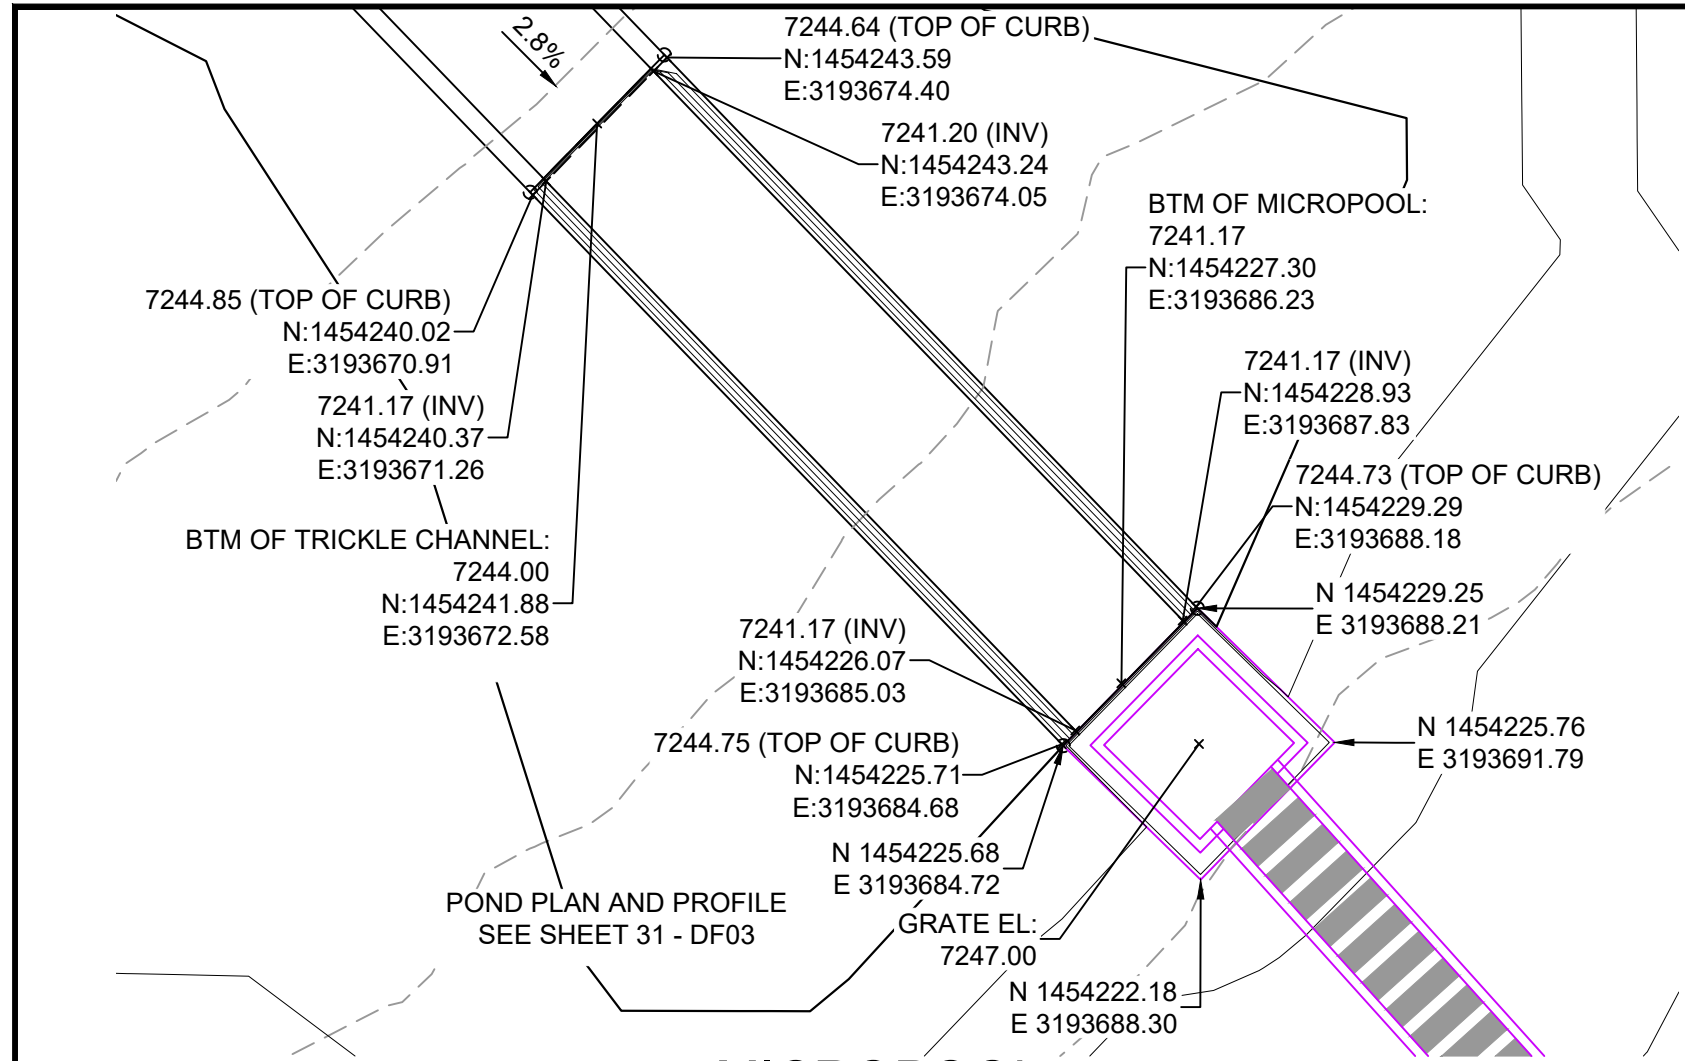 2.8%
7244.64 (TOP OF CURB)
N:1454243.59
E:3193674.40
7241.20 (INV)
N:1454243.24
E:3193674.05
BTM OF MICROPOOL:
7241.17
N:1454227.30
E:3193686.23
7244.85 (TOP OF CURB)
N:1454240.02
E:3193670.91
7241.17 (INV)
N:1454228.93
E:3193687.83
7241.17 (INV)
N:1454240.37
E:3193671.26
7244.73 (TOP OF CURB)
N:1454229.29
E:3193688.18
BTM OF TRICKLE CHANNEL:
7244.00
N:1454241.88
E:3193672.58
N 1454229.25
E 3193688.21
7241.17 (INV)
N:1454226.07
E:3193685.03
N 1454225.76
E 3193691.79
7244.75 (TOP OF CURB)
N:1454225.71
E:3193684.68
N 1454225.68
E 3193684.72
POND PLAN AND PROFILE
SEE SHEET 31 - DF03
GRATE EL:
7247.00
N 1454222.18
E 3193688.30